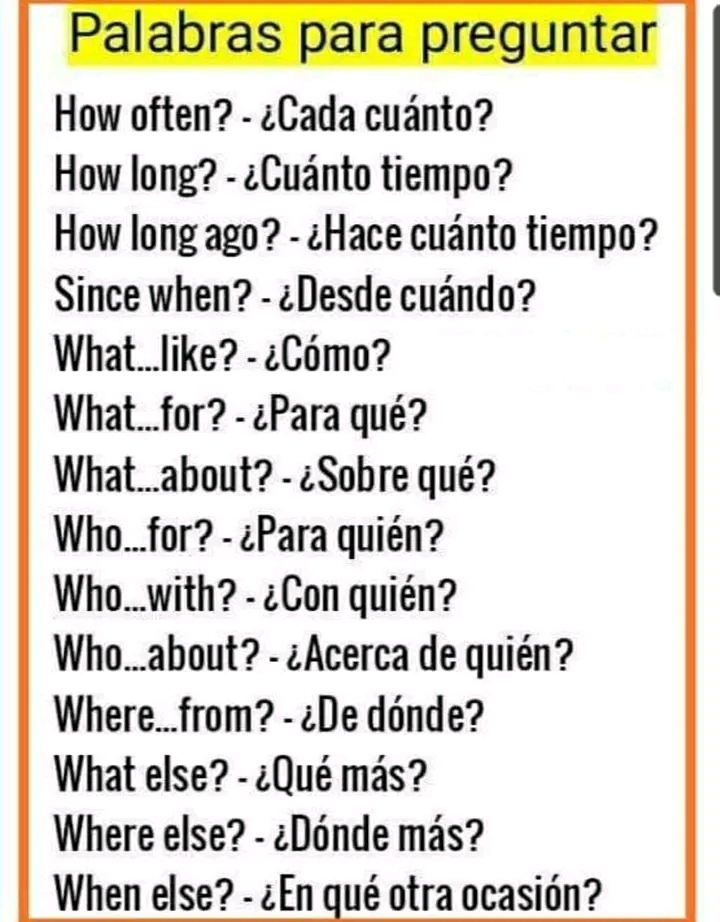 Palabras para preguntar
How often? - ¿Cada cuánto?
How long? - ¿Cuánto tiempo?
How long ago? - ¿Hace cuánto tiempo?
Since when? - ¿Desde cuándo?
What...like? - ¿Cómo?
What...for? - ¿Para qué?
What...about? - ¿Sobre qué?
Who...for? - ¿Para quién?
Who...with? - ¿Con quién?
Who...about? - ¿Acerca de quién?
Where...from? - ¿De dónde?
What else? - ¿Qué más?
Where else? - ¿Dónde más?
When else? - ¿En qué otra ocasión?